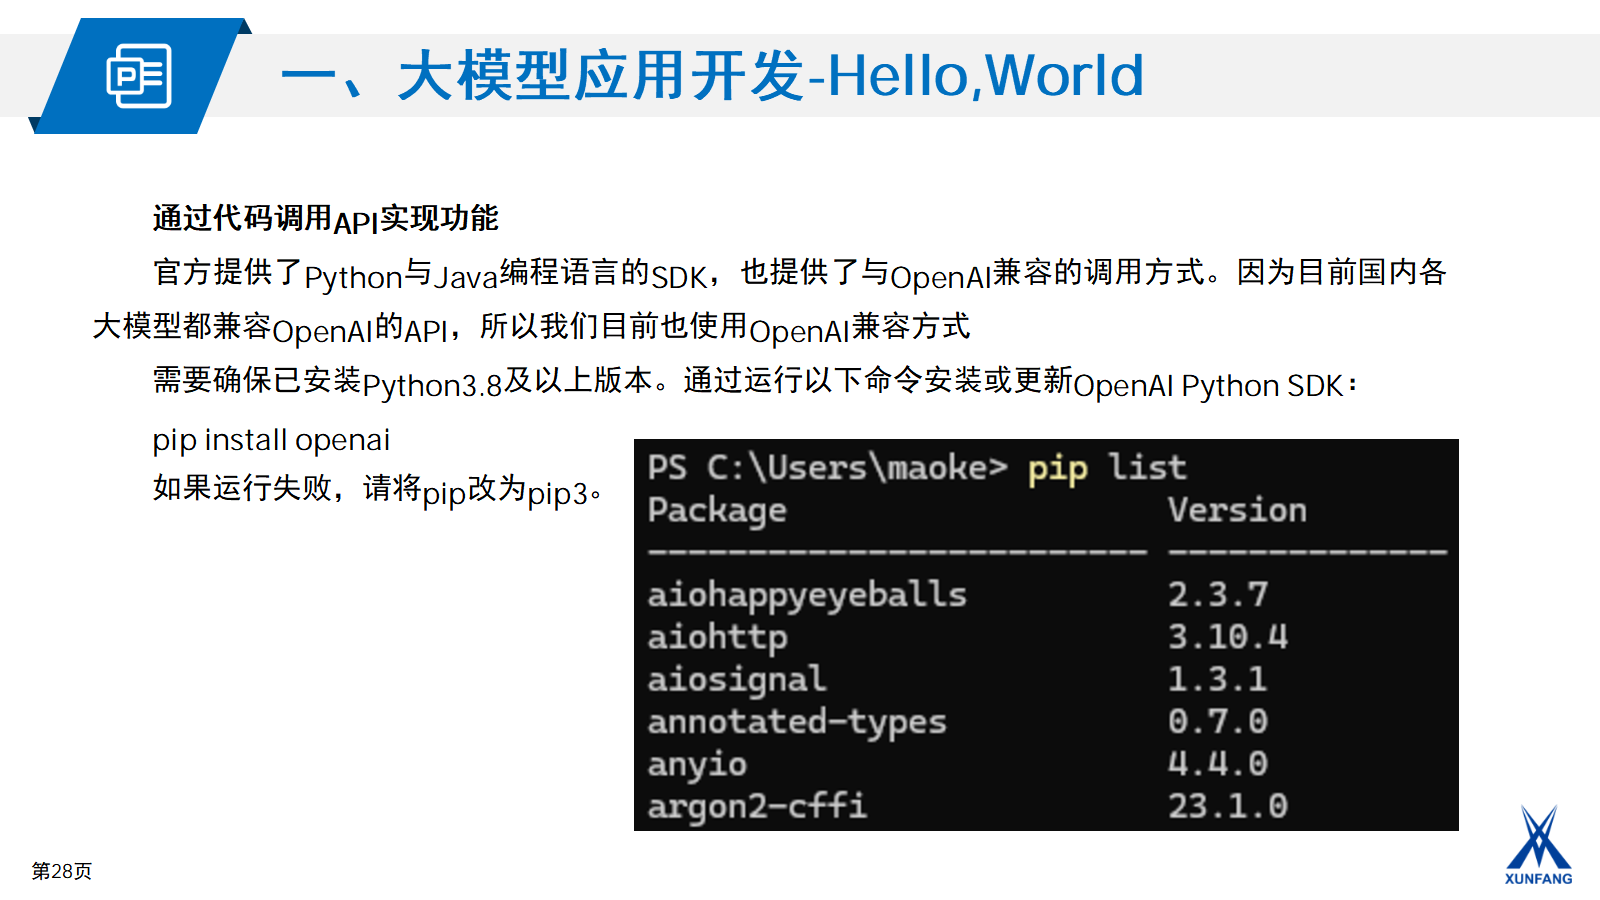 一、大模型应用开发-Hello,World
通过代码调用API实现功能
官方提供了Python与Java编程语言的SDK，也提供了与OpenAI兼容的调用方式。因为目前国内各
大模型都兼容OpenAI的API，所以我们目前也使用OpenAI兼容方式
需要确保已安装Python3.8及以上版本。通过运行以下命令安装或更新OpenAI Python SDK：
pip install openai
如果运行失败，请将pip改为pip3。
PS C:\Users\maoke> pip list
Package Version
------------------------- --------------
aiohappyeyeballs 2.3.7
aiohttp 3.10.4
aiosignal 1.3.1
annotated-types 0.7.0
anyio 4.4.0
argon2-cffi 23.1.0
第28页
XUNFANG